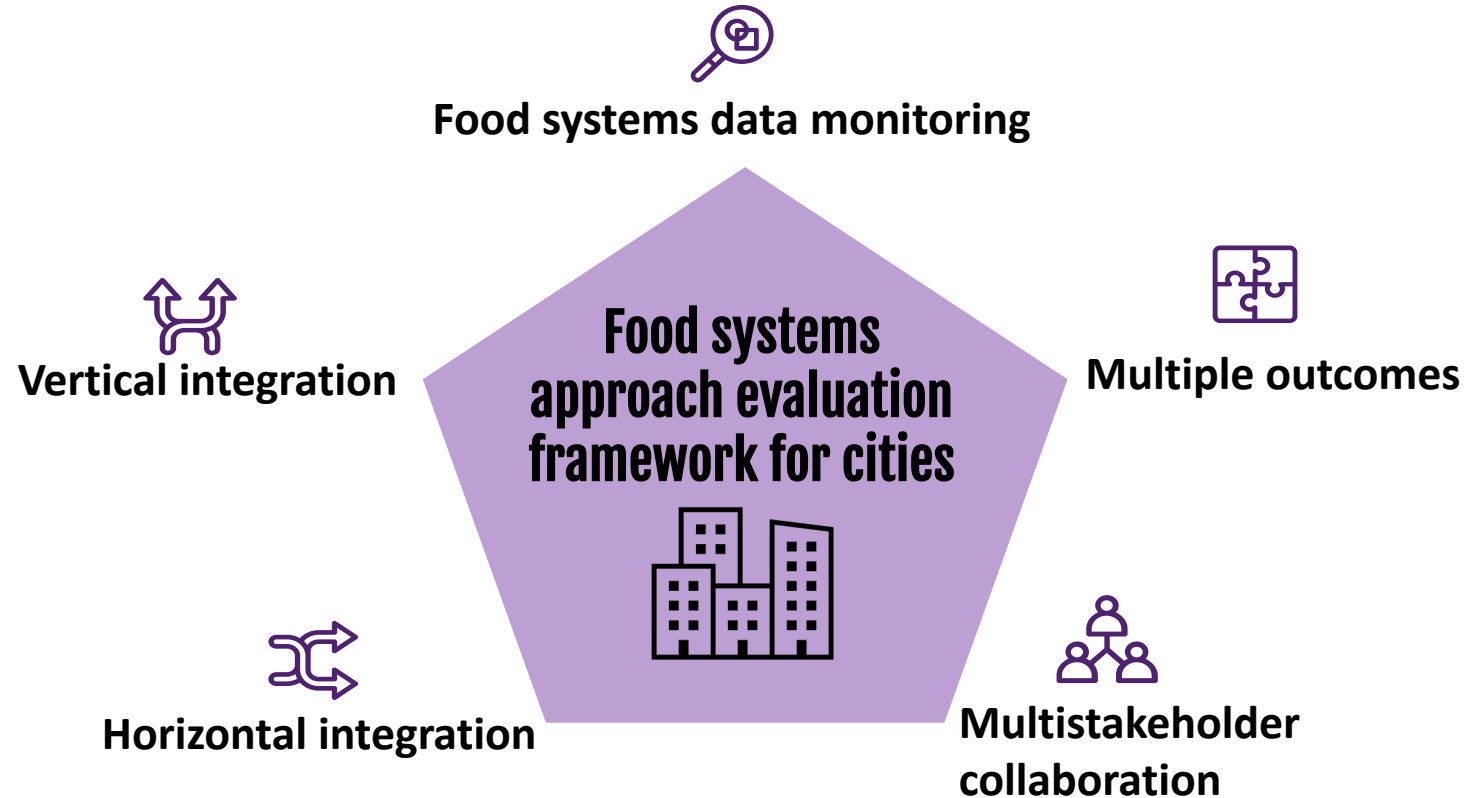 Food systems data monitoring
Vertical integration
Food systems
approach evaluation
framework for cities
Multiple outcomes
Horizontal integration
Multistakeholder
collaboration